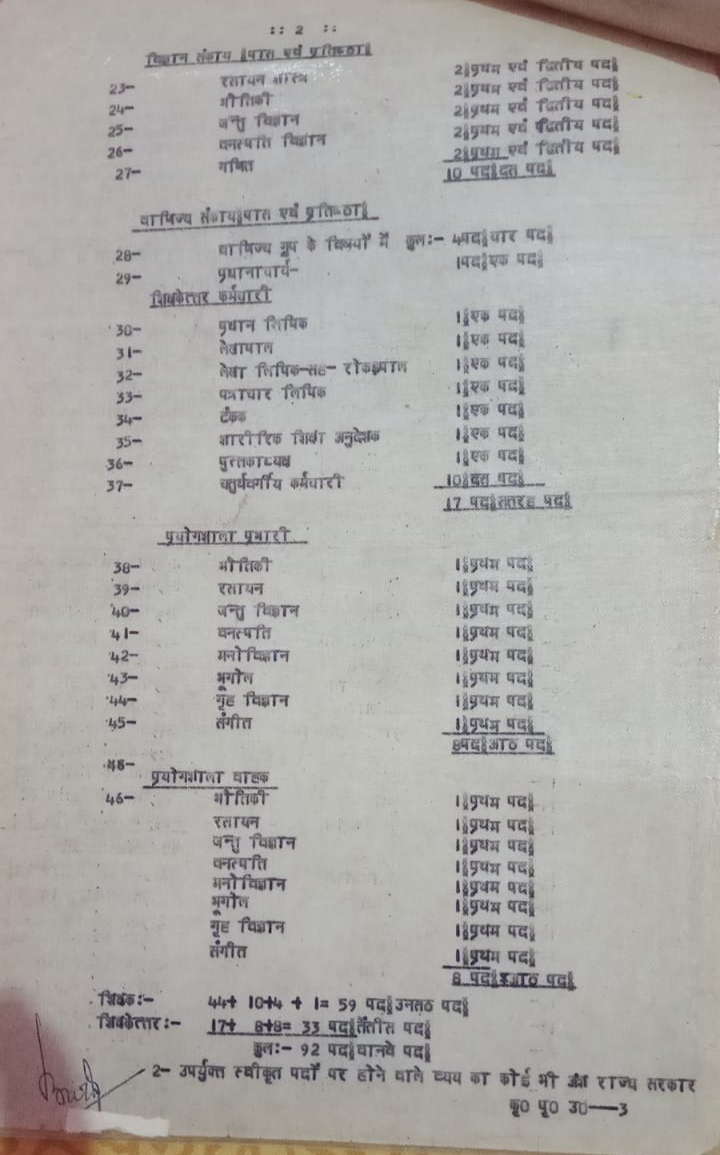 :: 2 ::
विज्ञान संकाय ॥पास एवं प्रतिष्ठा॥
23- रसायन शास्त्र 2॥प्रथम एवं द्वितीय पद॥
24- भौतिकी 2॥प्रथम एवं द्वितीय पद॥
25- जन्तु विज्ञान 2॥प्रथम एवं द्वितीय पद॥
26- वनस्पति विज्ञान 2॥प्रथम एवं द्वितीय पद॥
27- गणित 2॥प्रथम एवं द्वितीय पद॥
10 पद॥दस पद॥
वाणिज्य संकाय॥पास एवं प्रतिष्ठा॥
28- वाणिज्य ग्रूप के विषयों में कुल:- 4पद॥चार पद॥
29- प्रधानाचार्य- 1पद॥एक पद॥
शिक्षकेत्तर कर्मचारी
30- प्रधान लिपिक 1॥एक पद॥
31- लेखापाल 1॥एक पद॥
32- लेखा लिपिक-सह- रोकड़पाल 1॥एक पद॥
33- पत्राचार लिपिक 1॥एक पद॥
34- टंकक 1॥एक पद॥
35- शारीरिक शिक्षा अनुदेशक 1॥एक पद॥
36- पुस्तकाध्यक्ष 1॥एक पद॥
37- चतुर्थवर्गीय कर्मचारी 10॥दस पद॥
17 पद॥सतरह पद॥
प्रयोगशाला प्रभारी
38- भौतिकी 1॥प्रथम पद॥
39- रसायन 1॥प्रथम पद॥
40- जन्तु विज्ञान 1॥प्रथम पद॥
41- वनस्पति 1॥प्रथम पद॥
42- मनोविज्ञान 1॥प्रथम पद॥
43- भूगोल 1॥प्रथम पद॥
44- गृह विज्ञान 1॥प्रथम पद॥
45- संगीत 1॥प्रथम पद॥
8पद॥आठ पद॥
प्रयोगशाला वाहक
46- भौतिकी 1॥प्रथम पद॥
रसायन 1॥प्रथम पद॥
जन्तु विज्ञान 1॥प्रथम पद॥
वनस्पति 1॥प्रथम पद॥
मनोविज्ञान 1॥प्रथम पद॥
भूगोल 1॥प्रथम पद॥
गृह विज्ञान 1॥प्रथम पद॥
संगीत 1॥प्रथम पद॥
8 पद॥आठ पद॥
शिक्षक:- 44+ 10+4 + 1= 59 पद॥उनसठ पद॥
शिक्षकेत्तर:- 17+ 8+8= 33 पद॥तैंतीस पद॥
कुल:- 92 पद॥वानवे पद॥
2- उपर्युक्त स्वीकृत पदों पर होने वाले व्यय का कोई भी अंश राज्य सरकार
कृ0 पृ0 उ0---3